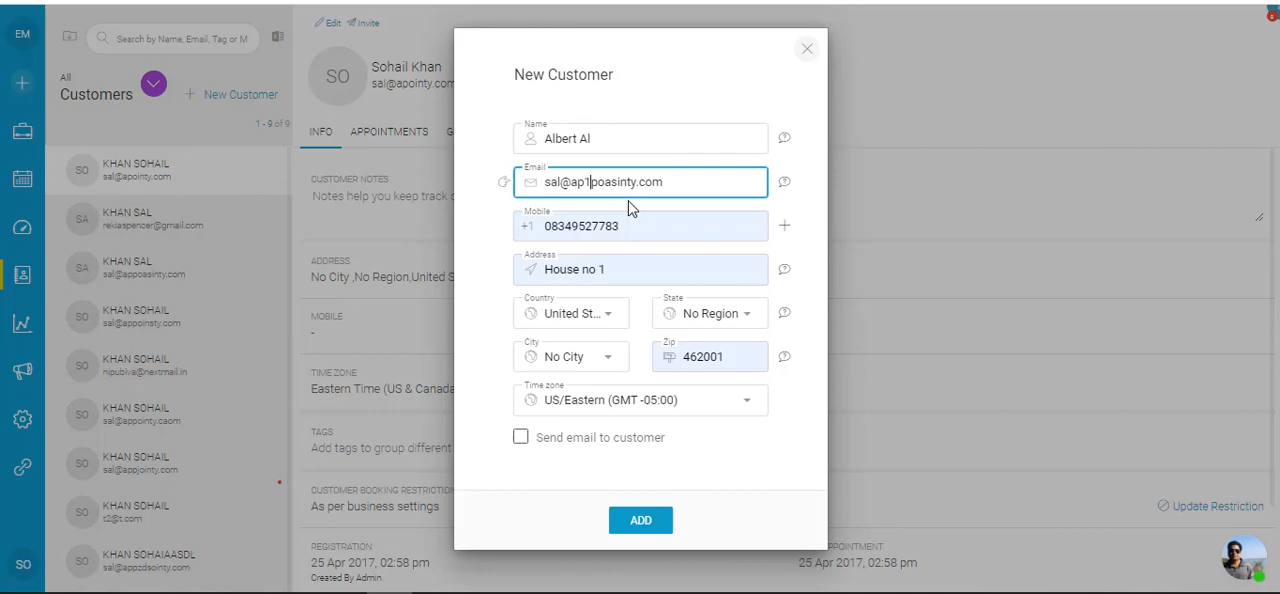 EM
Search by Name, Email, Tag or M
All
Customers
New Customer
1 - 9 of 9
SO
KHAN SOHAIL
sal@apointy.com
SA
KHAN SAL
reklaspencer@gmail.com
SA
KHAN SAL
sal@appoasinty.com
SO
KHAN SOHAIL
sal@appoinsty.com
SO
KHAN SOHAIL
nipubiva@nextmail.in
SO
KHAN SOHAIL
sal@appointy.caom
SO
KHAN SOHAIL
sal@appjointy.com
SO
KHAN SOHAIL
t2@t.com
SO
KHAN SOHAIAASDL
sal@appzdsointy.com
SO
Edit Invite
SO
Sohail Khan
sal@apointy.com
INFO APPOINTMENTS G
CUSTOMER NOTES
Notes help you keep track
ADDRESS
No City ,No Region,United S
MOBILE
-
TIME ZONE
Eastern Time (US & Canada
TAGS
Add tags to group different
CUSTOMER BOOKING RESTRICTION
As per business settings
Update Restriction
REGISTRATION
25 Apr 2017, 02:58 pm
Created By Admin
APPOINTMENT
25 Apr 2017, 02:58 pm
New Customer
Name
Albert Al
Email
sal@ap1poasinty.com
Mobile
+1 08349527783
Address
House no 1
Country
United St...
State
No Region
City
No City
Zip
462001
Time zone
US/Eastern (GMT -05:00)
Send email to customer
ADD